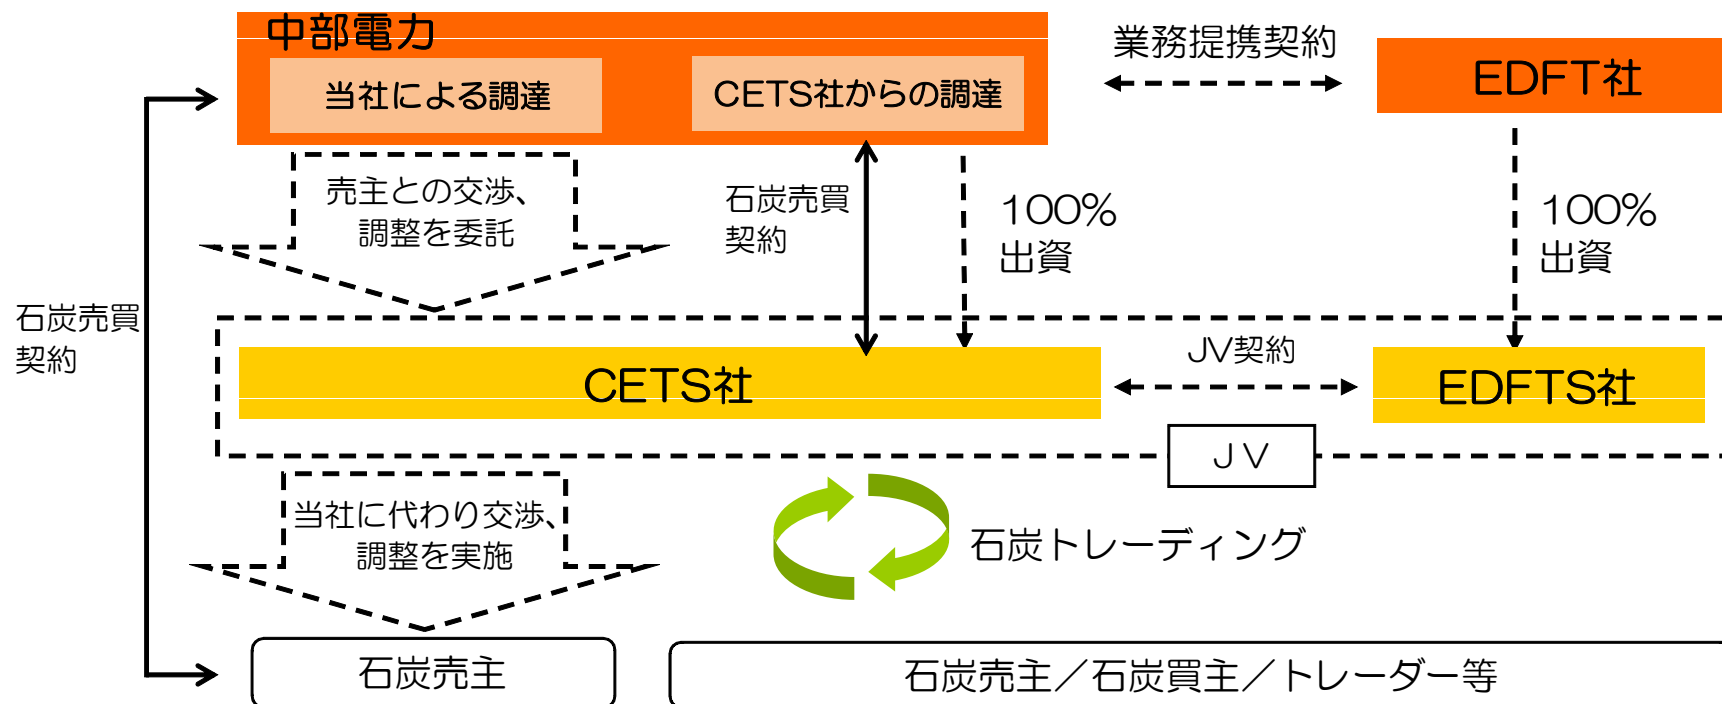 中部電力
当社による調達
CETS社からの調達
業務提携契約
EDFT社
売主との交渉、
調整を委託
石炭売買
契約
100%
出資
100%
出資
石炭売買
契約
CETS社
JV契約
EDFTS社
JV
当社に代わり交渉、
調整を実施
石炭トレーディング
石炭売主
石炭売主／石炭買主／トレーダー等